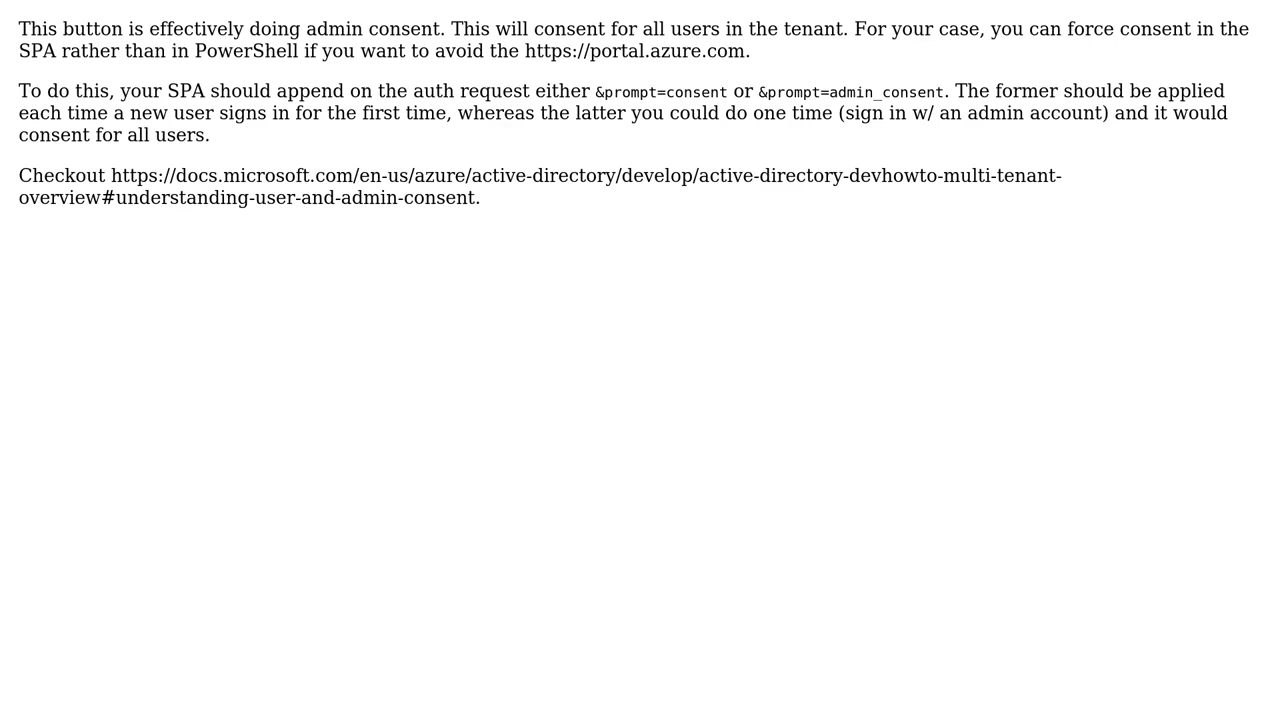 This button is effectively doing admin consent. This will consent for all users in the tenant. For your case, you can force consent in the
SPA rather than in PowerShell if you want to avoid the https://portal.azure.com.
To do this, your SPA should append on the auth request either &prompt=consent or &prompt=admin_consent. The former should be applied
each time a new user signs in for the first time, whereas the latter you could do one time (sign in w/ an admin account) and it would
consent for all users.
Checkout https://docs.microsoft.com/en-us/azure/active-directory/develop/active-directory-devhowto-multi-tenant-
overview#understanding-user-and-admin-consent.